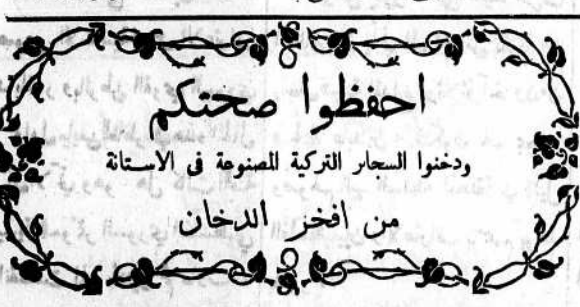 احفظوا صحتكم
ودخنوا السجار التركية المصنوعة فى الاستانة
من افخر الدخان